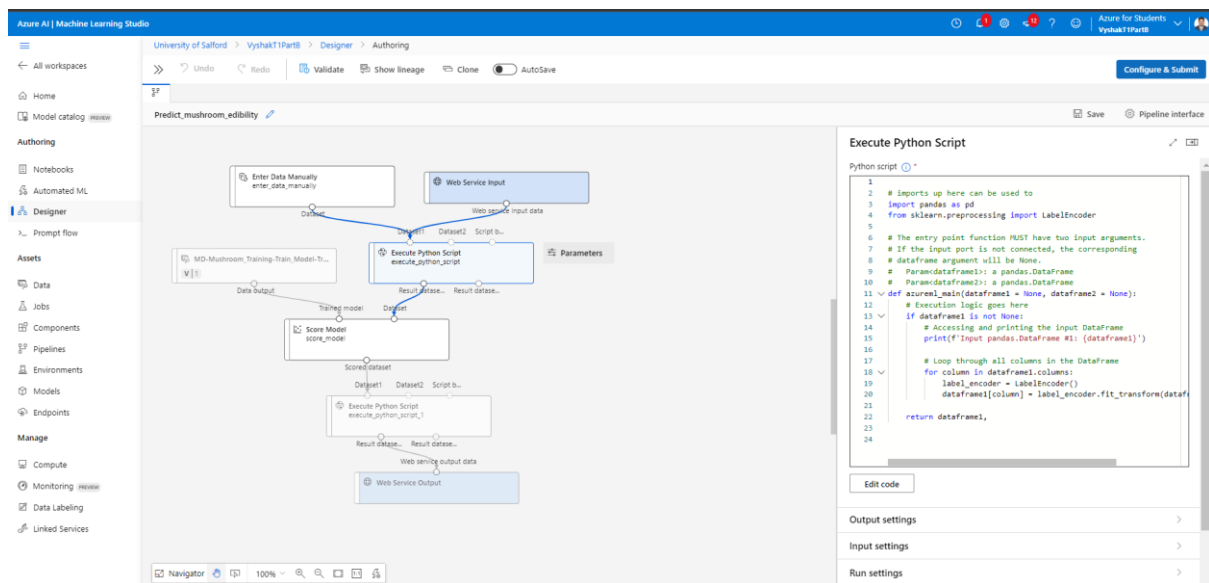 Azure AI | Machine Learning Studio
1
12
?
Azure for Students
VyshakT1PartB
All workspaces
Home
Model catalog PREVIEW
Authoring
Notebooks
Automated ML
Designer
Prompt flow
Assets
Data
Jobs
Components
Pipelines
Environments
Models
Endpoints
Manage
Compute
Monitoring PREVIEW
Data Labeling
Linked Services
University of Salford > VyshakT1PartB > Designer > Authoring
Undo Redo Validate Show lineage Clone AutoSave
Configure & Submit
Predict_mushroom_edibility
Save Pipeline interface
Enter Data Manually
enter_data_manually
Dataset
Web Service Input
Web service input data
Dataset1 Dataset2 Script b...
Execute Python Script
execute_python_script
Parameters
Result datase... Result datase...
MD-Mushroom_Training-Train_Model-Tr...
V | 1
Data output
Trained model Dataset
Score Model
score_model
Scored dataset
Dataset1 Dataset2 Script b...
Execute Python Script
execute_python_script_1
Result datase... Result datase...
Web service output data
Web Service Output
Navigator 100% 1:1
Execute Python Script
Python script *
1
2 # imports up here can be used to
3 import pandas as pd
4 from sklearn.preprocessing import LabelEncoder
5
6 # The entry point function MUST have two input arguments.
7 # If the input port is not connected, the corresponding
8 # dataframe argument will be None.
9 # Param<dataframe1>: a pandas.DataFrame
10 # Param<dataframe2>: a pandas.DataFrame
11 def azureml_main(dataframe1 = None, dataframe2 = None):
12 # Execution logic goes here
13 if dataframe1 is not None:
14 # Accessing and printing the input DataFrame
15 print(f'Input pandas.DataFrame #1: {dataframe1}')
16
17 # Loop through all columns in the DataFrame
18 for column in dataframe1.columns:
19 label_encoder = LabelEncoder()
20 dataframe1[column] = label_encoder.fit_transform(datafr
21
22 return dataframe1,
23
24
Edit code
Output settings
Input settings
Run settings